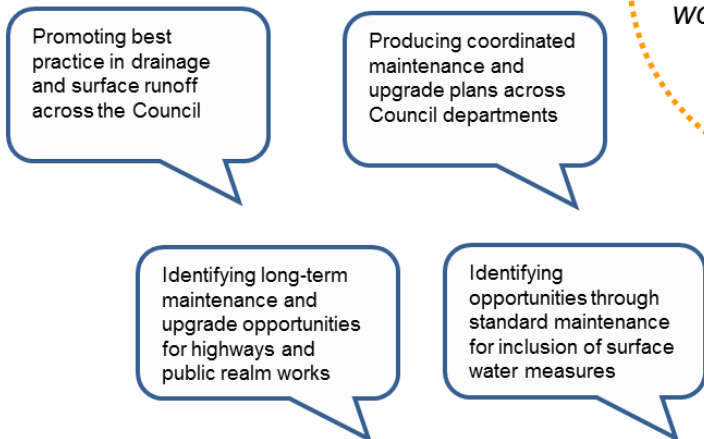 Promoting best
practice in drainage
and surface runoff
across the Council
Producing coordinated
maintenance and
upgrade plans across
Council departments
Identifying long-term
maintenance and
upgrade opportunities
for highways and
public realm works
Identifying
opportunities through
standard maintenance
for inclusion of surface
water measures